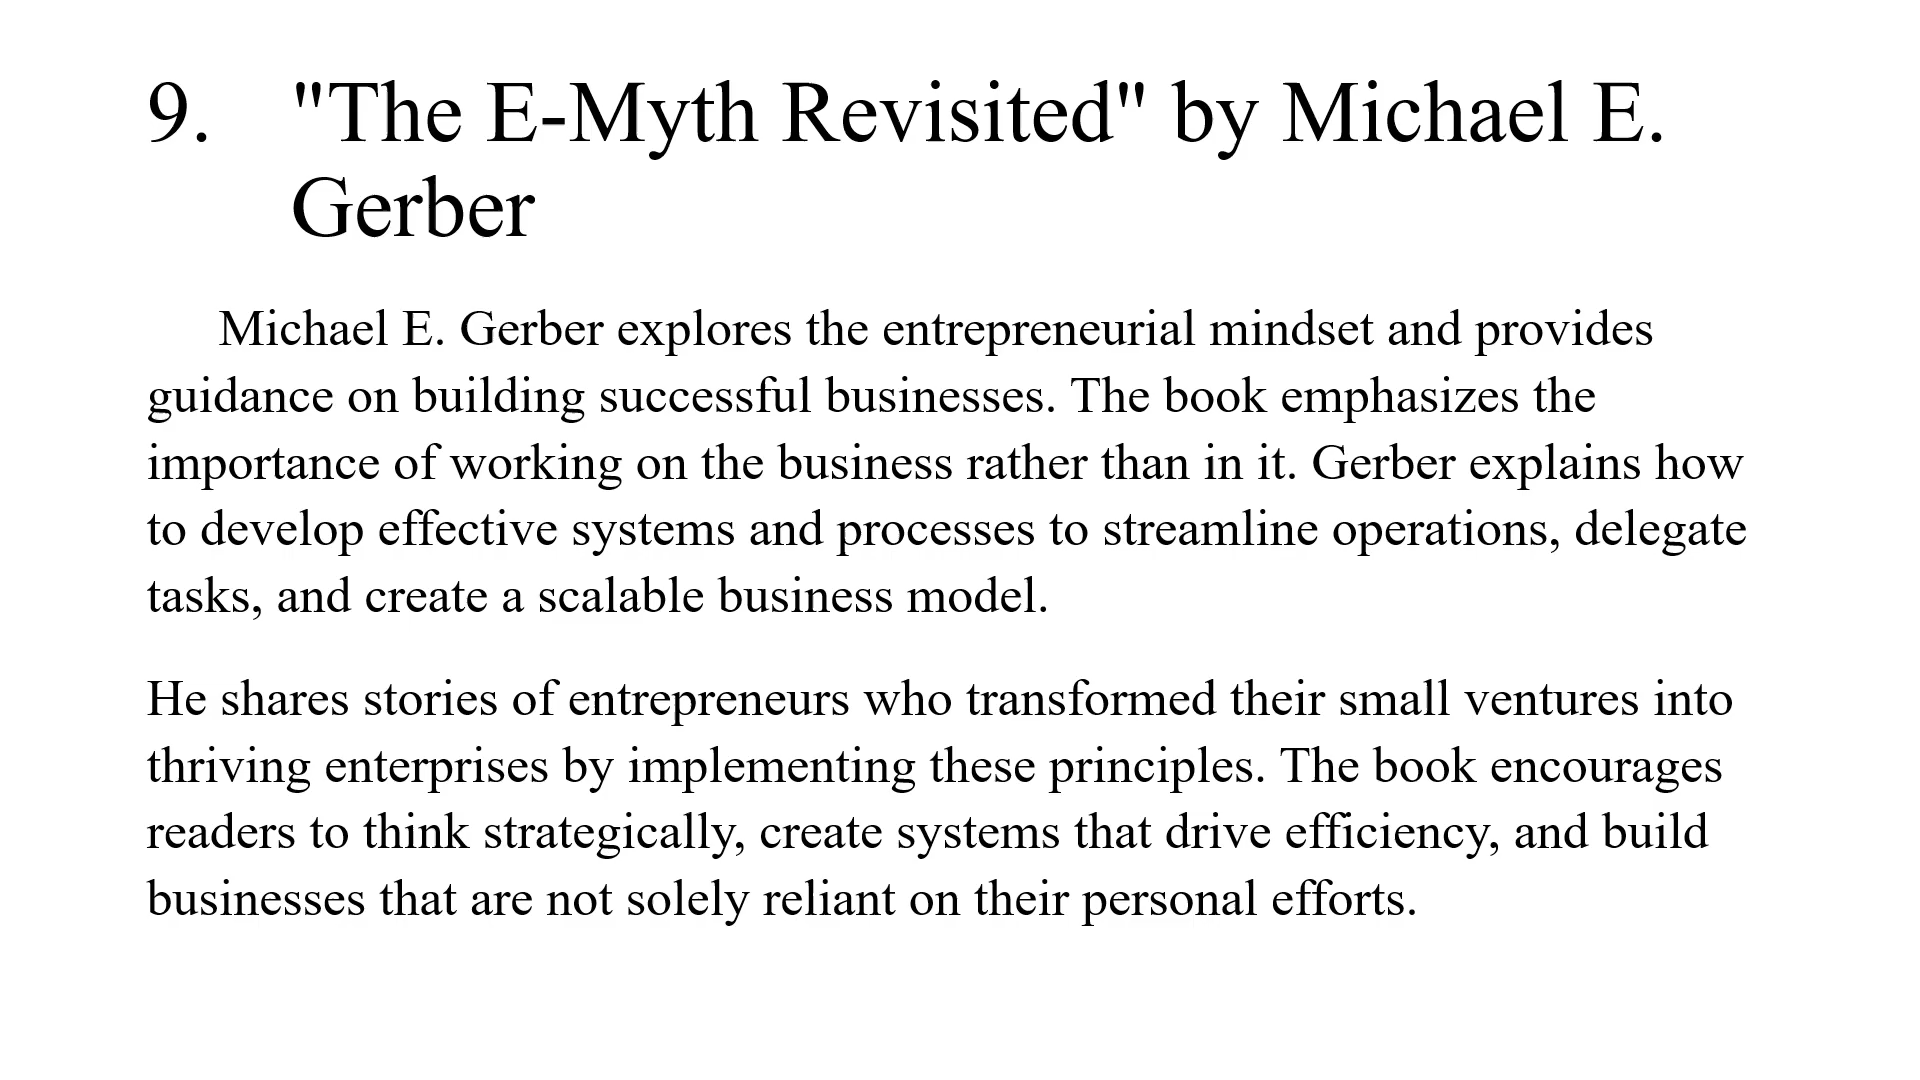 9. "The E-Myth Revisited" by Michael E.
Gerber
Michael E. Gerber explores the entrepreneurial mindset and provides
guidance on building successful businesses. The book emphasizes the
importance of working on the business rather than in it. Gerber explains how
to develop effective systems and processes to streamline operations, delegate
tasks, and create a scalable business model.
He shares stories of entrepreneurs who transformed their small ventures into
thriving enterprises by implementing these principles. The book encourages
readers to think strategically, create systems that drive efficiency, and build
businesses that are not solely reliant on their personal efforts.